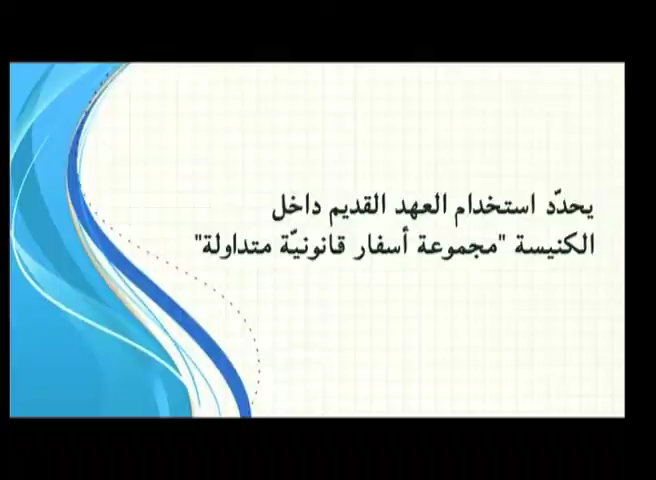 يحدّد استخدام العهد القديم داخل
الكنيسة "مجموعة أسفار قانونيّة متداولة"